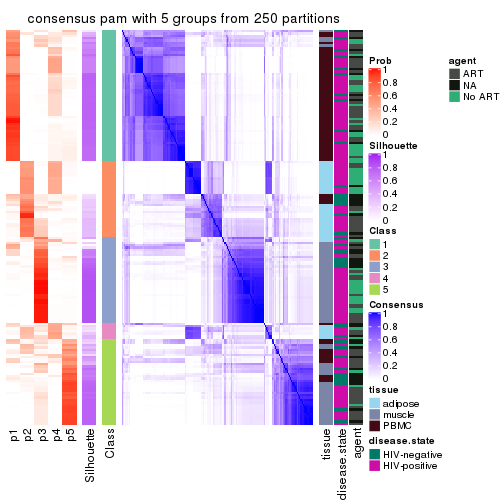 consensus pam with 5 groups from 250 partitions
Prob
1
0.8
0.6
0.4
0.2
0
Silhouette
1
0.8
0.6
0.4
0.2
0
Class
1
2
3
4
5
Consensus
1
0.8
0.6
0.4
0.2
0
tissue
adipose
muscle
PBMC
disease.state
HIV-negative
HIV-positive
agent
ART
NA
No ART
p1
p2
p3
p4
p5
Silhouette
Class
tissue
disease.state
agent